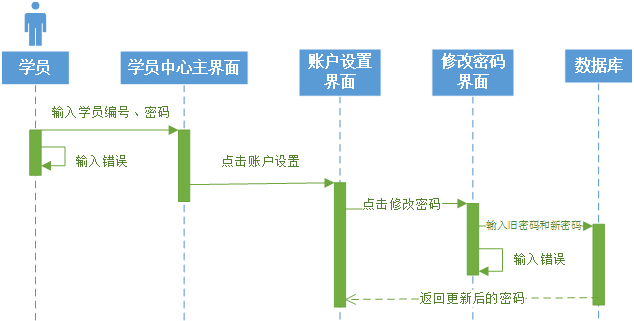 学员
学员中心主界面
账户设置
界面
修改密码
界面
数据库
输入学员编号、密码
输入错误
点击账户设置
点击修改密码
输入旧密码和新密码
输入错误
返回更新后的密码